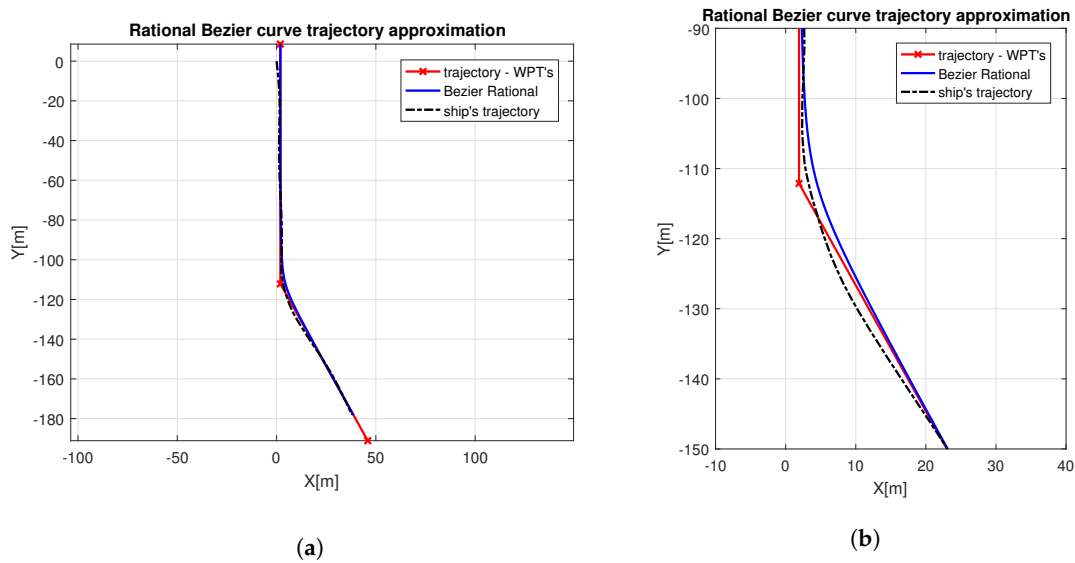 Rational Bezier curve trajectory approximation
0
-20
-40
-60
-80
-100
-120
-140
-160
-180
Y[m]
-100
-50
0
50
100
X[m]
trajectory - WPT's
Bezier Rational
ship's trajectory
(a)
Rational Bezier curve trajectory approximation
-90
-100
-110
-120
-130
-140
-150
Y[m]
-10
0
10
20
30
40
X[m]
trajectory - WPT's
Bezier Rational
ship's trajectory
(b)